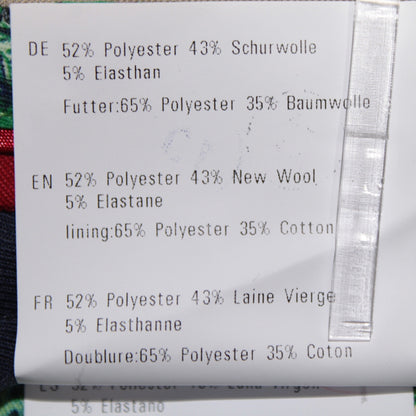 DE 52% Polyester 43% Schurwolle
5% Elasthan
Futter:65% Polyester 35% Baumwolle
EN 52% Polyester 43% New Wool
5% Elastane
lining:65% Polyester 35% Cotton
FR 52% Polyester 43% Laine Vierge
5% Elasthanne
Doublure:65% Polyester 35% Coton
5% Elastano